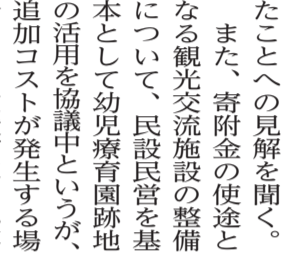 たことへの見解を聞く。
また、寄附金の使途と
なる観光交流施設の整備
について、民設民営を基
本として幼児療育園跡地
の活用を協議中というが、
追加コストが発生する場